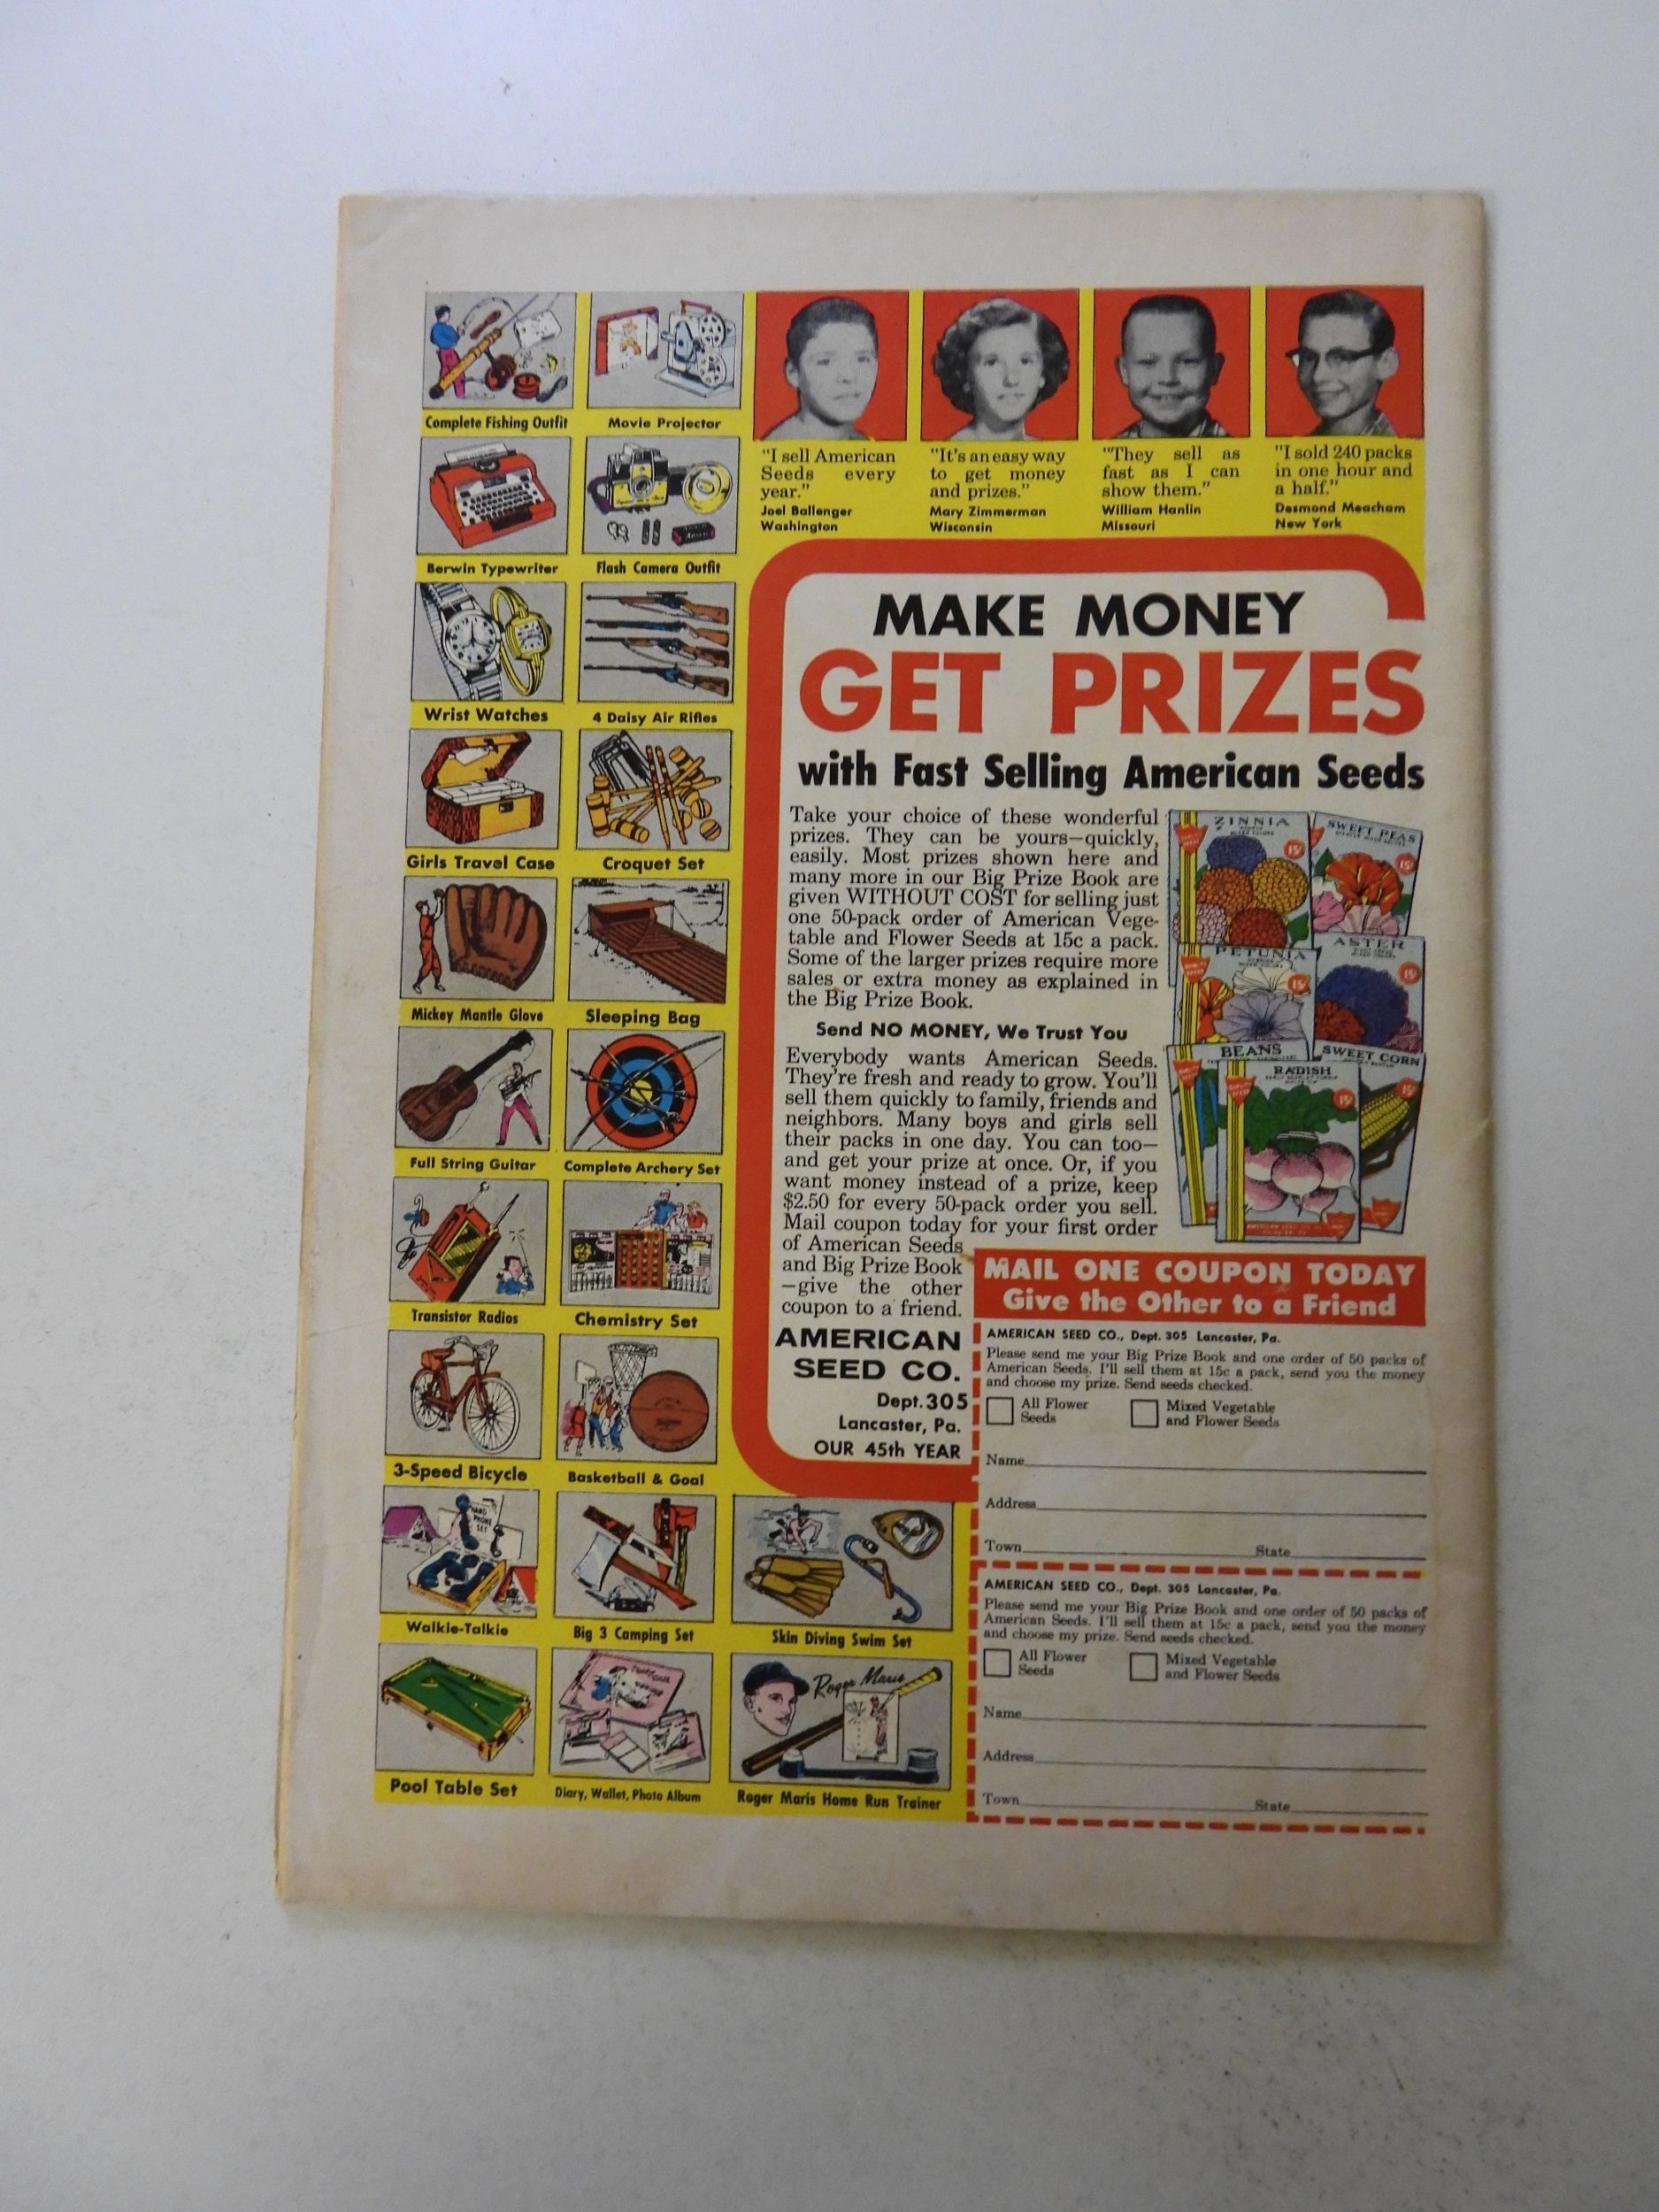 Complete Fishing Outfit
Movie Projector
Berwin Typewriter
Flash Camera Outfit
Wrist Watches
4 Daisy Air Rifles
Girls Travel Case
Croquet Set
Mickey Mantle Glove
Sleeping Bag
Full String Guitar
Complete Archery Set
Transistor Radios
Chemistry Set
3-Speed Bicycle
Basketball & Goal
HAND
PHONE
SET
Walkie-Talkie
Big 3 Camping Set
Skin Diving Swim Set
Pool Table Set
Diary, Wallet, Photo Album
Roger Maris
Roger Maris Home Run Trainer
"I sell American
Seeds every
year."
Joel Ballenger
Washington
"It's an easy way
to get money
and prizes."
Mary Zimmerman
Wisconsin
"They sell as
fast as I can
show them."
William Hanlin
Missouri
"I sold 240 packs
in one hour and
a half."
Desmond Meacham
New York
MAKE MONEY
GET PRIZES
with Fast Selling American Seeds
Take your choice of these wonderful
prizes. They can be yours—quickly,
easily. Most prizes shown here and
many more in our Big Prize Book are
given WITHOUT COST for selling just
one 50-pack order of American Vege-
table and Flower Seeds at 15c a pack.
Some of the larger prizes require more
sales or extra money as explained in
the Big Prize Book.
Send NO MONEY, We Trust You
Everybody wants American Seeds.
They're fresh and ready to grow. You'll
sell them quickly to family, friends and
neighbors. Many boys and girls sell
their packs in one day. You can too—
and get your prize at once. Or, if you
want money instead of a prize, keep
$2.50 for every 50-pack order you sell.
Mail coupon today for your first order
of American Seeds
and Big Prize Book
—give the other
coupon to a friend.
AMERICAN
SEED CO.
Dept. 305
Lancaster, Pa.
OUR 45th YEAR
ZINNIA
15¢
SWEET PEAS
15¢
PETUNIA
15¢
ASTER
15¢
BEANS
SWEET CORN
15¢
RADISH
15¢
MAIL ONE COUPON TODAY
Give the Other to a Friend
AMERICAN SEED CO., Dept. 305 Lancaster, Pa.
Please send me your Big Prize Book and one order of 50 packs of
American Seeds. I'll sell them at 15c a pack, send you the money
and choose my prize. Send seeds checked.
All Flower
Seeds
Mixed Vegetable
and Flower Seeds
Name
Address
Town State
AMERICAN SEED CO., Dept. 305 Lancaster, Pa.
Please send me your Big Prize Book and one order of 50 packs of
American Seeds. I'll sell them at 15c a pack, send you the money
and choose my prize. Send seeds checked.
All Flower
Seeds
Mixed Vegetable
and Flower Seeds
Name
Address
Town State